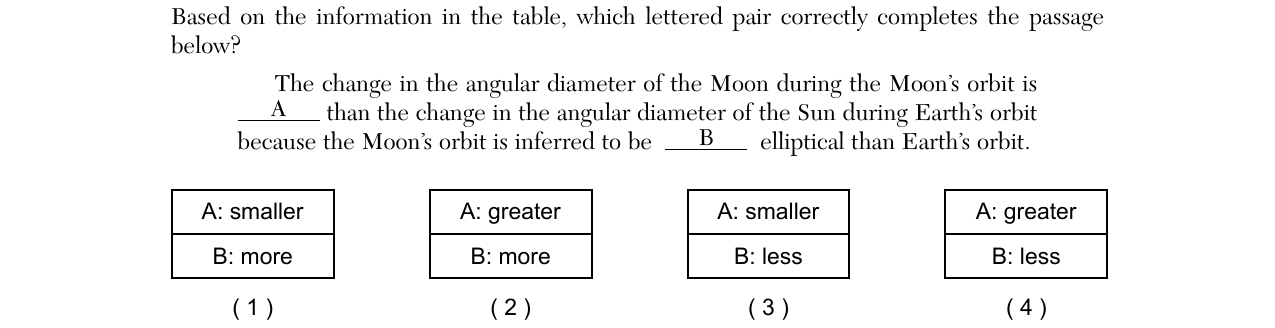 Based on the information in the table, which lettered pair correctly completes the passage
below?
The change in the angular diameter of the Moon during the Moon's orbit is
A than the change in the angular diameter of the Sun during Earth's orbit
because the Moon's orbit is inferred to be B elliptical than Earth's orbit.
A: smaller A: greater A: smaller A: greater
B: more B: more B: less B: less
( 1 ) ( 2 ) ( 3 ) ( 4 )